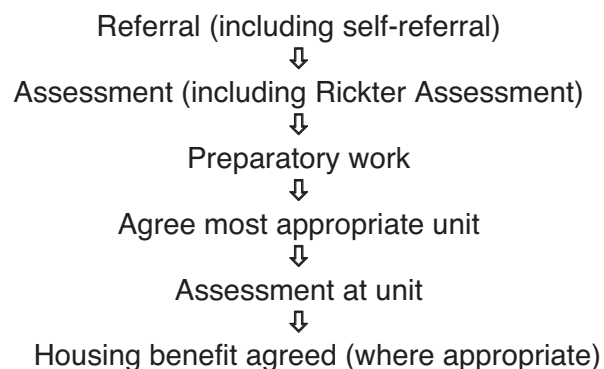 Referral (including self-referral)
⇩
Assessment (including Rickter Assessment)
⇩
Preparatory work
⇩
Agree most appropriate unit
⇩
Assessment at unit
⇩
Housing benefit agreed (where appropriate)